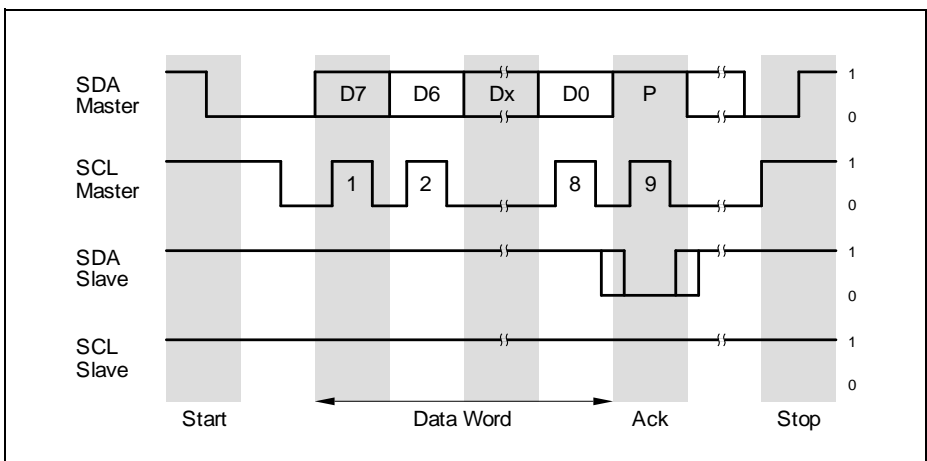 SDA
Master
D7 D6 Dx D0 P
1
0
SCL
Master
1 2 8 9
1
0
SDA
Slave
1
0
SCL
Slave
1
0
Start Data Word Ack Stop